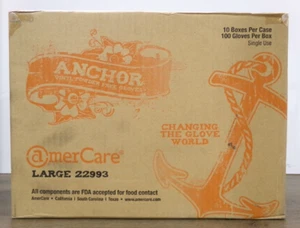 10 Boxes Per Case
100 Gloves Per Box
Single Use
ANCHOR
CHANGING
THE GLOVE
WORLD
amerCare®
LARGE 22993
All components are FDA accepted for food contact
AmerCare • California | South Carolina | Texas • www.amercare.com